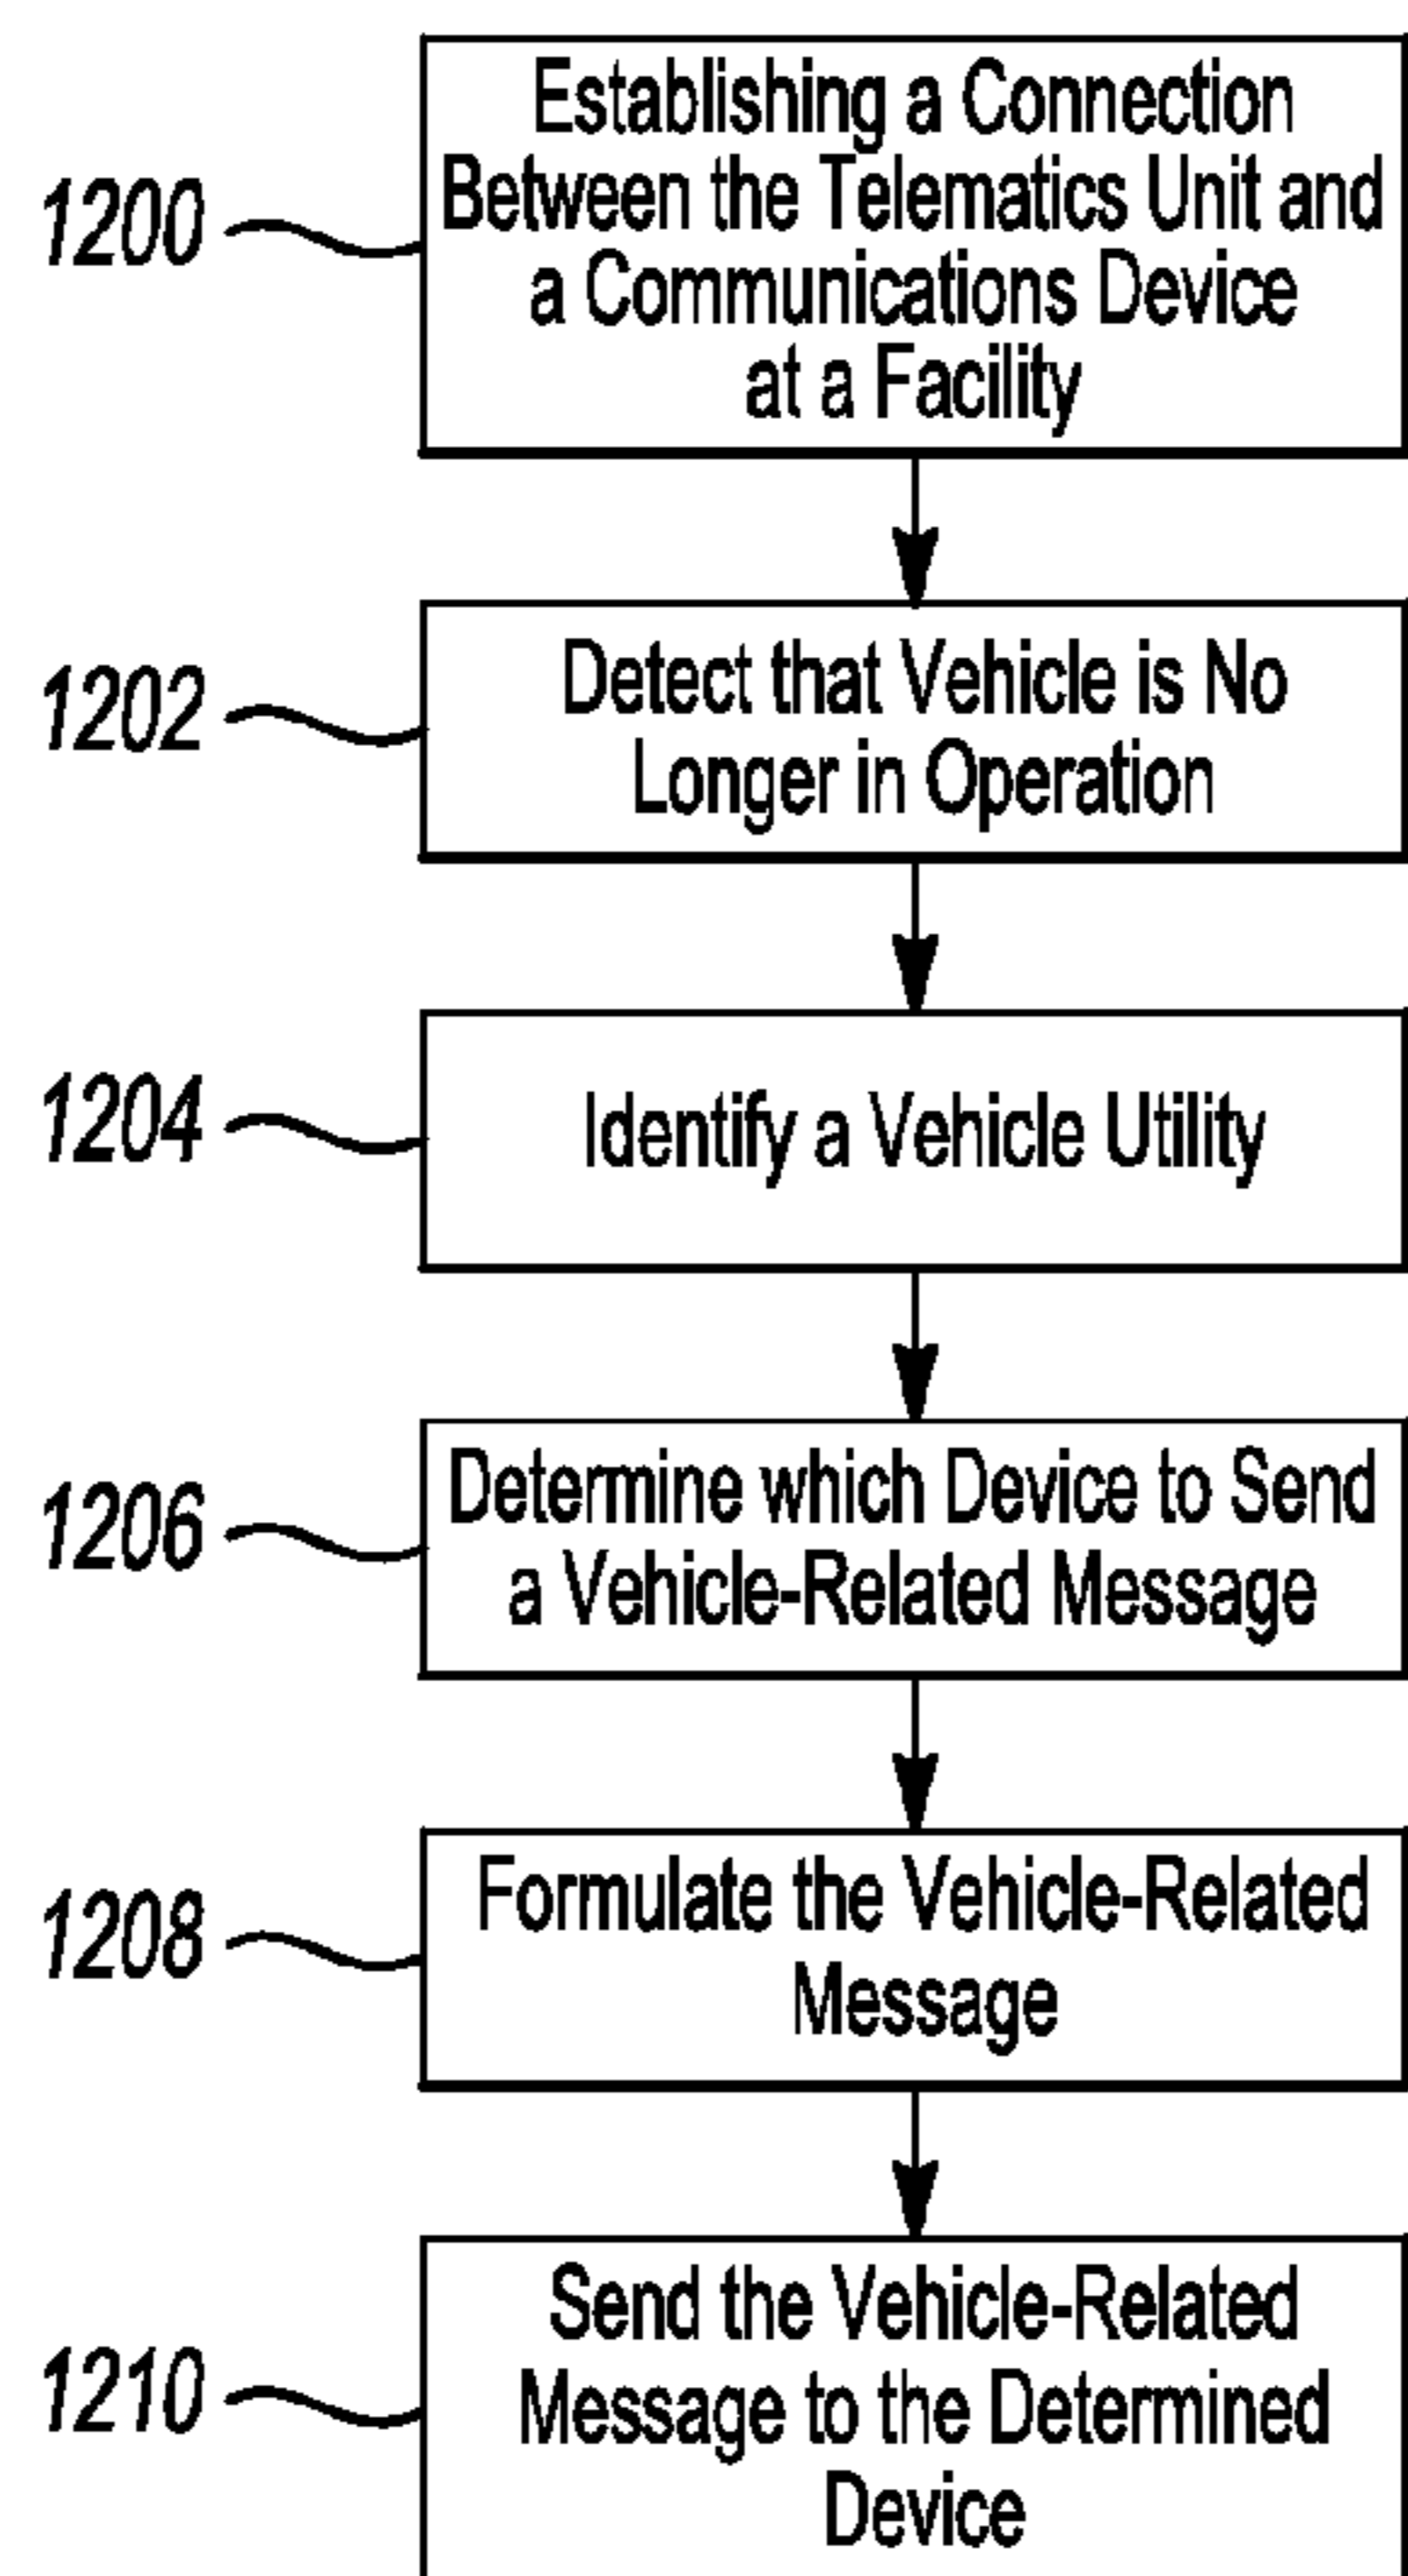 1200
Establishing a Connection
Between the Telematics Unit and
a Communications Device
at a Facility
1202
Detect that Vehicle is No
Longer in Operation
1204
Identify a Vehicle Utility
1206
Determine which Device to Send
a Vehicle-Related Message
1208
Formulate the Vehicle-Related
Message
1210
Send the Vehicle-Related
Message to the Determined
Device